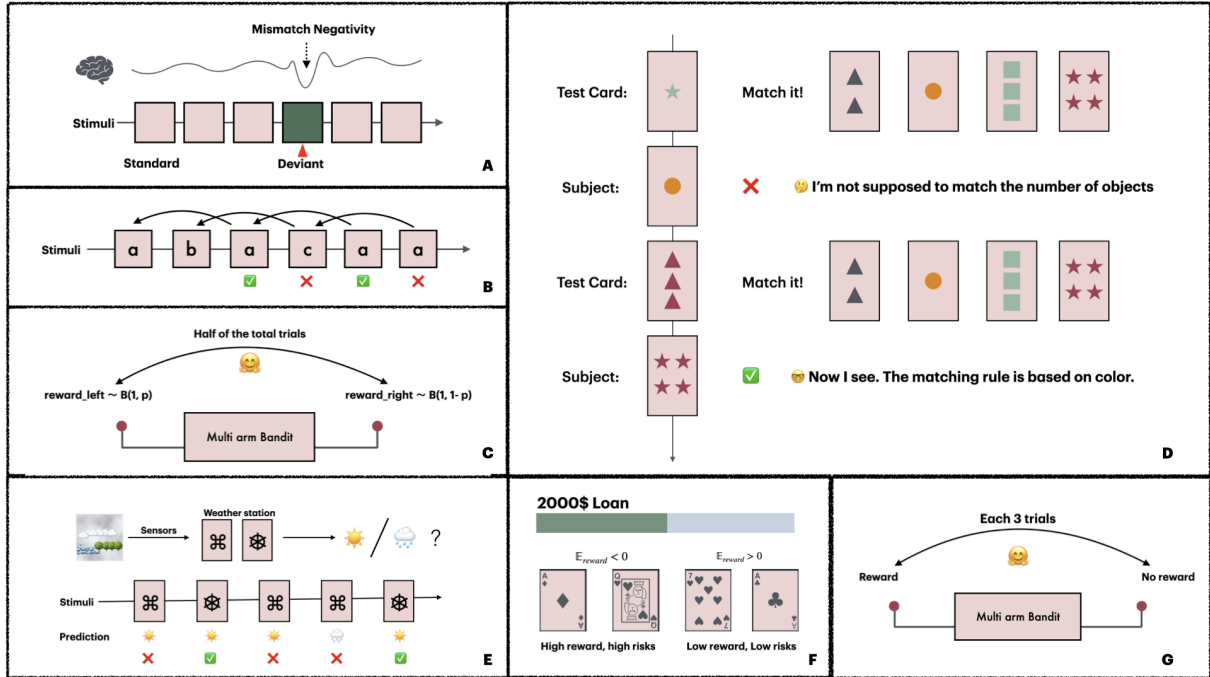 Mismatch Negativity
Stimuli
Standard
Deviant
A
Stimuli
a b a c a a
B
Half of the total trials
reward_left ~ B(1, p)
reward_right ~ B(1, 1- p)
Multi arm Bandit
C
Test Card:
Match it!
Subject:
I'm not supposed to match the number of objects
Test Card:
Match it!
Subject:
Now I see. The matching rule is based on color.
D
Sensors
Weather station
?
Stimuli
Prediction
E
2000$ Loan
𝔼reward < 0
𝔼reward > 0
A A
Q Q
7 7
A A
High reward, high risks
Low reward, Low risks
F
Each 3 trials
Reward
No reward
Multi arm Bandit
G